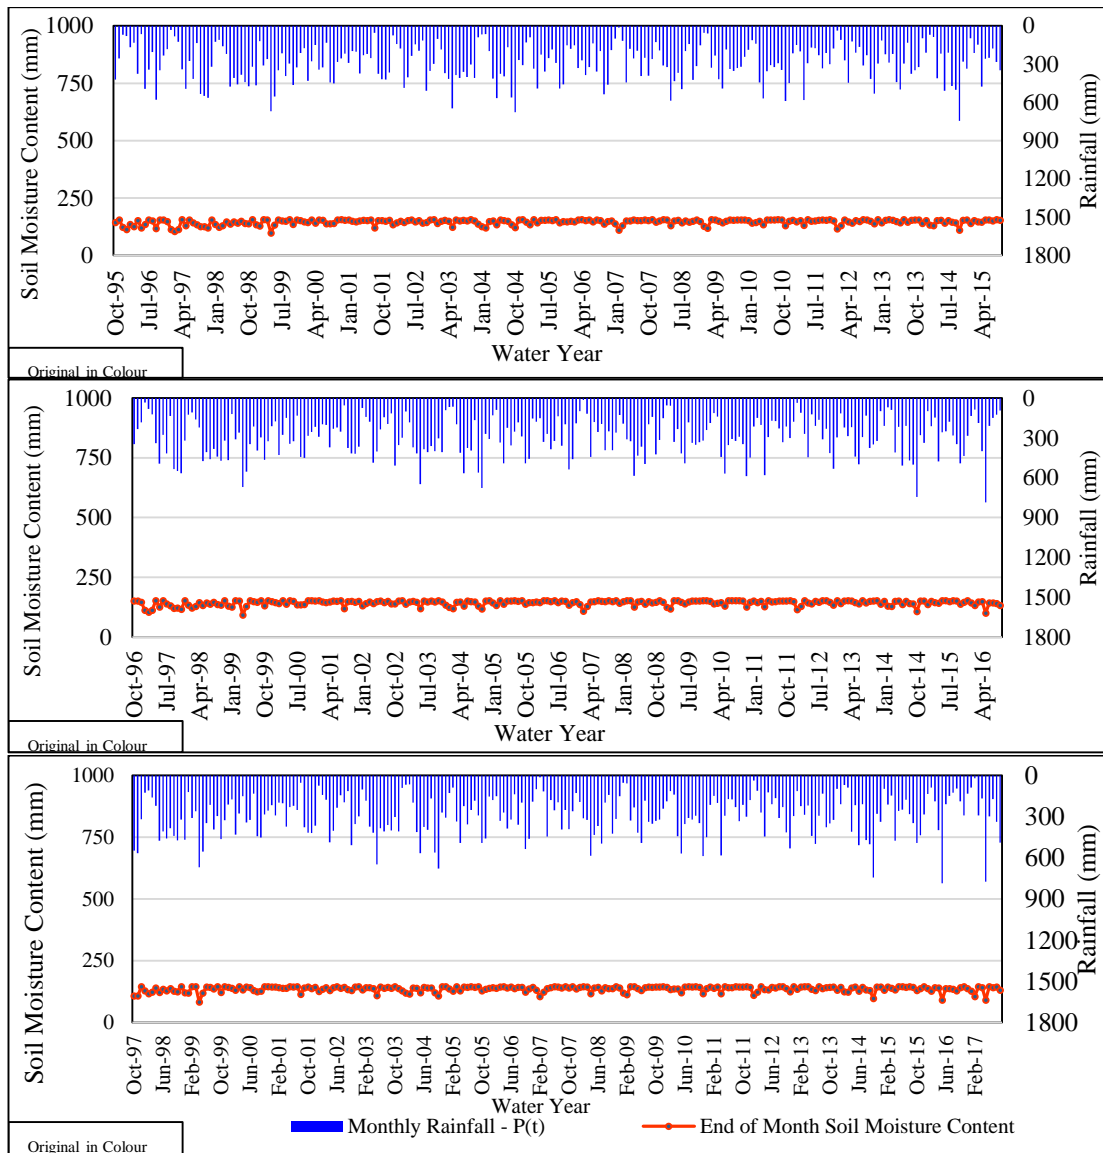 Soil Moisture Content (mm)
1000
750
500
250
0
0
300
600
900
1200
1500
1800
Rainfall (mm)
Oct-95
Jul-96
Apr-97
Jan-98
Oct-98
Jul-99
Apr-00
Jan-01
Oct-01
Jul-02
Apr-03
Jan-04
Oct-04
Jul-05
Apr-06
Jan-07
Oct-07
Jul-08
Apr-09
Jan-10
Oct-10
Jul-11
Apr-12
Jan-13
Oct-13
Jul-14
Apr-15
Water Year
Original in Colour
Soil Moisture Content (mm)
1000
750
500
250
0
0
300
600
900
1200
1500
1800
Rainfall (mm)
Oct-96
Jul-97
Apr-98
Jan-99
Oct-99
Jul-00
Apr-01
Jan-02
Oct-02
Jul-03
Apr-04
Jan-05
Oct-05
Jul-06
Apr-07
Jan-08
Oct-08
Jul-09
Apr-10
Jan-11
Oct-11
Jul-12
Apr-13
Jan-14
Oct-14
Jul-15
Apr-16
Water Year
Original in Colour
Soil Moisture Content (mm)
1000
750
500
250
0
0
300
600
900
1200
1500
1800
Rainfall (mm)
Oct-97
Jun-98
Feb-99
Oct-99
Jun-00
Feb-01
Oct-01
Jun-02
Feb-03
Oct-03
Jun-04
Feb-05
Oct-05
Jun-06
Feb-07
Oct-07
Jun-08
Feb-09
Oct-09
Jun-10
Feb-11
Oct-11
Jun-12
Feb-13
Oct-13
Jun-14
Feb-15
Oct-15
Jun-16
Feb-17
Water Year
Monthly Rainfall - P(t)
End of Month Soil Moisture Content
Original in Colour